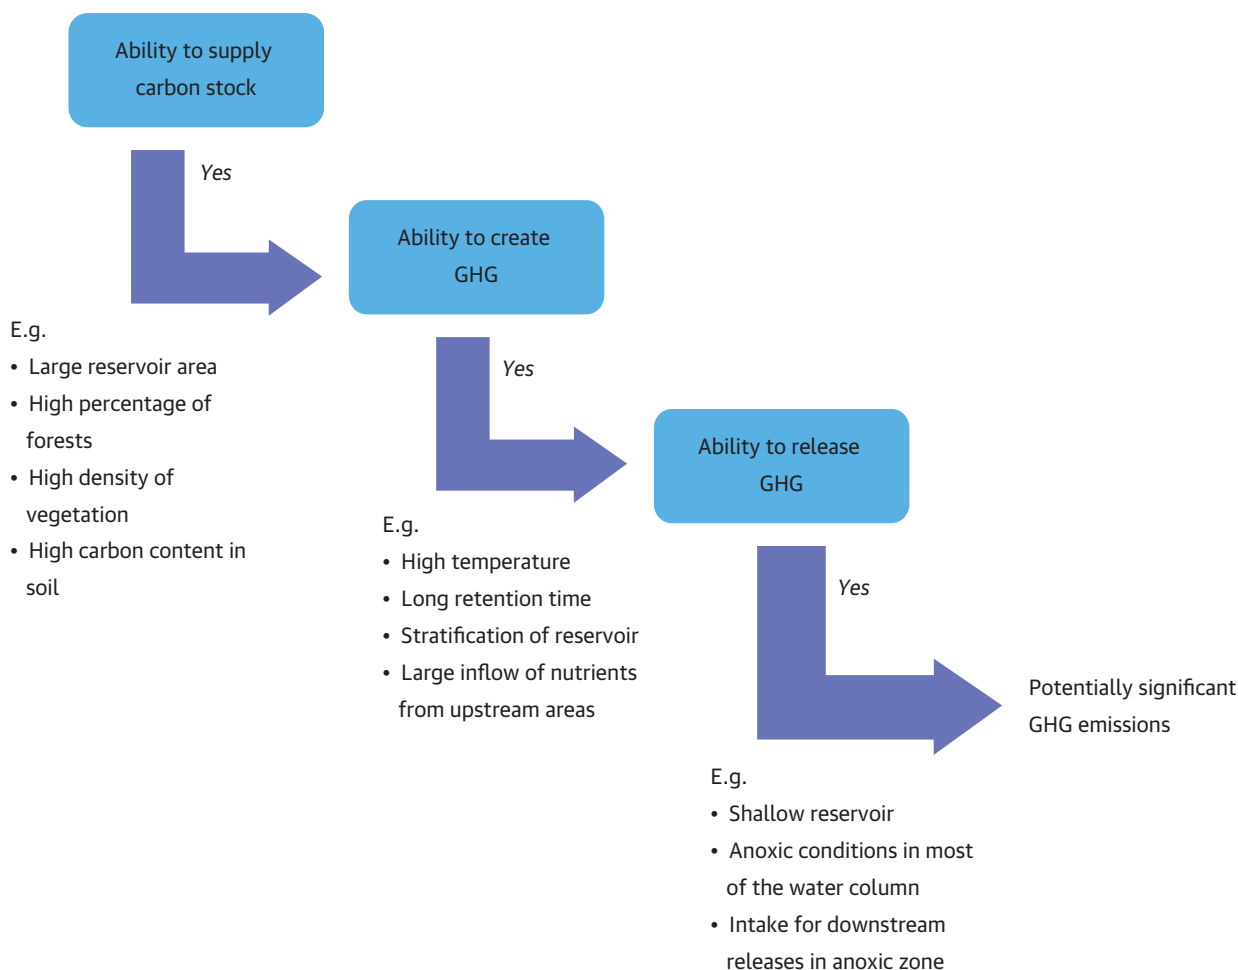 Ability to supply
carbon stock
Yes
E.g.
• Large reservoir area
• High percentage of
forests
• High density of
vegetation
• High carbon content in
soil
Ability to create
GHG
Yes
E.g.
• High temperature
• Long retention time
• Stratification of reservoir
• Large inflow of nutrients
from upstream areas
Ability to release
GHG
Yes
E.g.
• Shallow reservoir
• Anoxic conditions in most
of the water column
• Intake for downstream
releases in anoxic zone
Potentially significant
GHG emissions